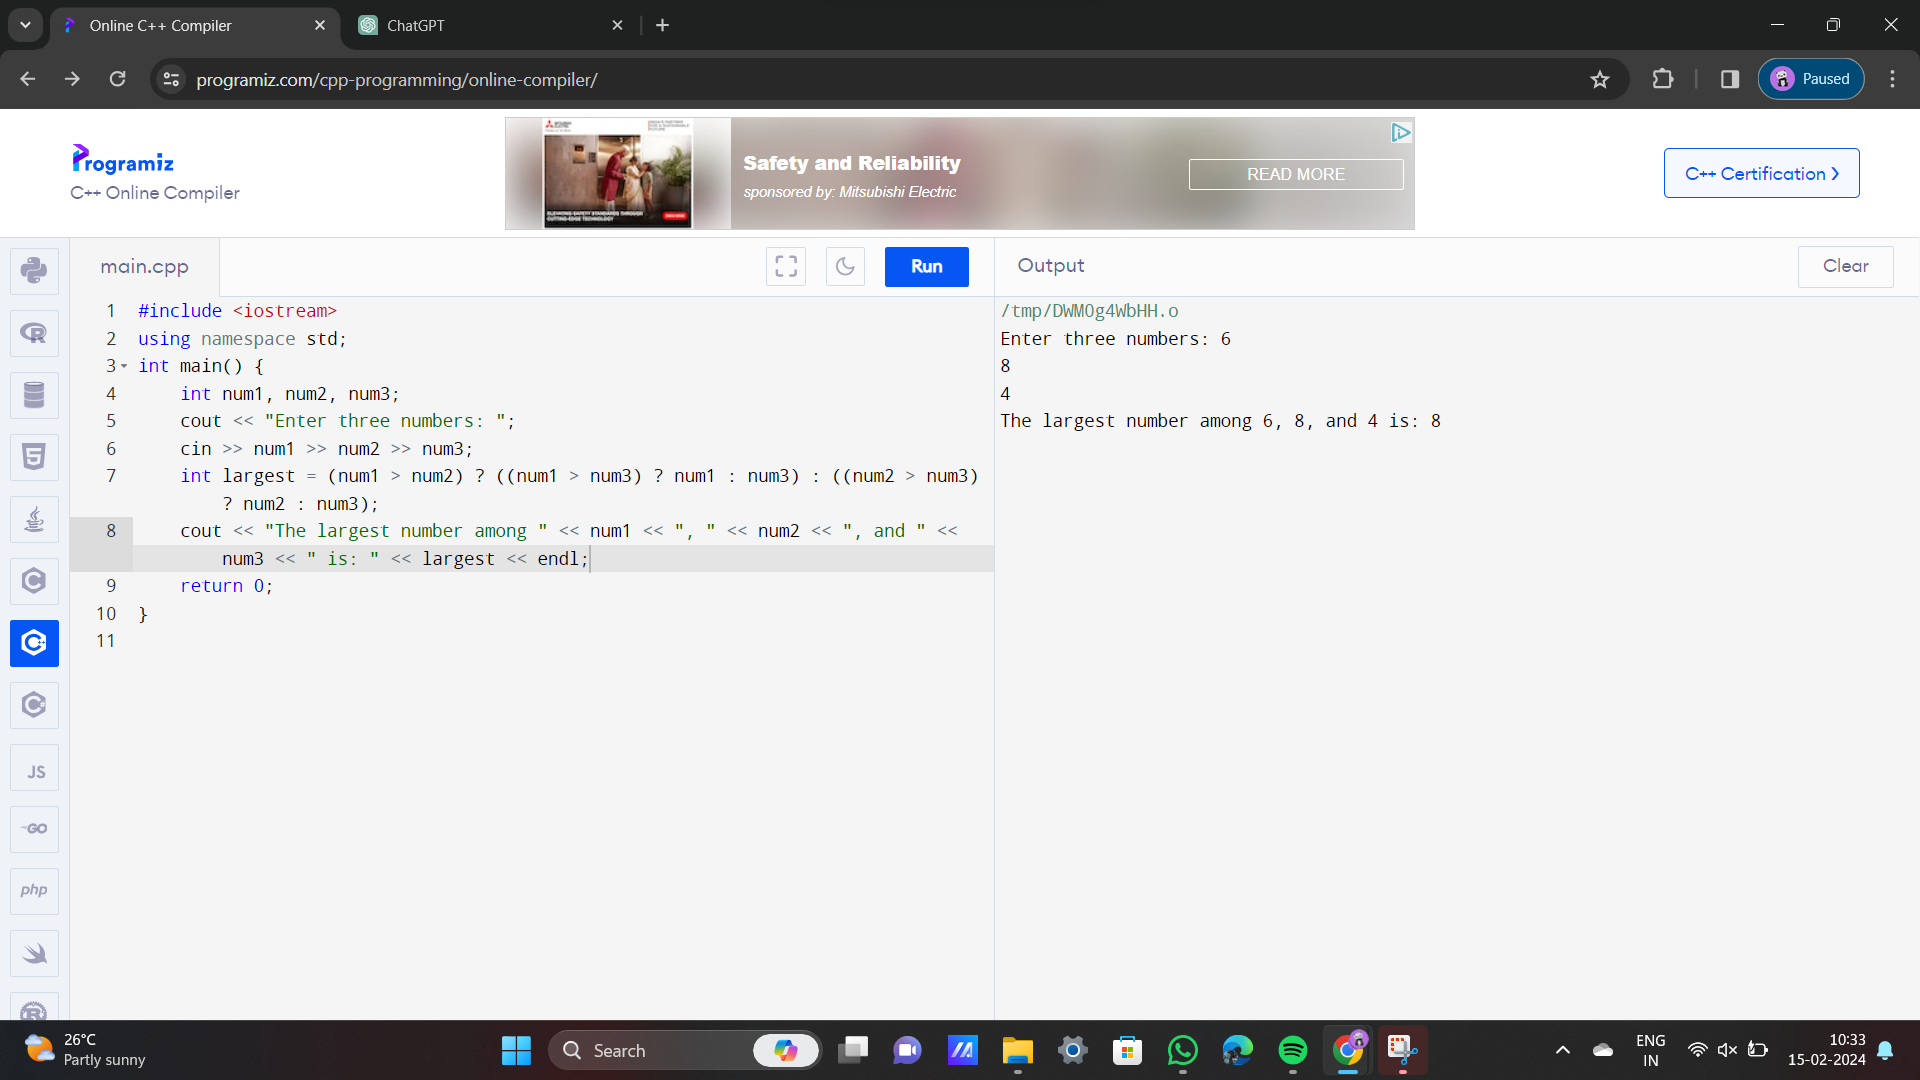 Online C++ Compiler
ChatGPT
programiz.com/cpp-programming/online-compiler/
Paused
Programiz
C++ Online Compiler
Safety and Reliability
sponsored by: Mitsubishi Electric
READ MORE
C++ Certification
main.cpp
Run
Output
Clear
1 #include <iostream>
2 using namespace std;
3 int main() {
4 int num1, num2, num3;
5 cout << "Enter three numbers: ";
6 cin >> num1 >> num2 >> num3;
7 int largest = (num1 > num2) ? ((num1 > num3) ? num1 : num3) : ((num2 > num3)
? num2 : num3);
8 cout << "The largest number among " << num1 << ", " << num2 << ", and " <<
num3 << " is: " << largest << endl;
9 return 0;
10 }
11
/tmp/DWMOg4WbHH.o
Enter three numbers: 6
8
4
The largest number among 6, 8, and 4 is: 8
JS
GO
php
26°C
Partly sunny
Search
ENG
IN
10:33
15-02-2024